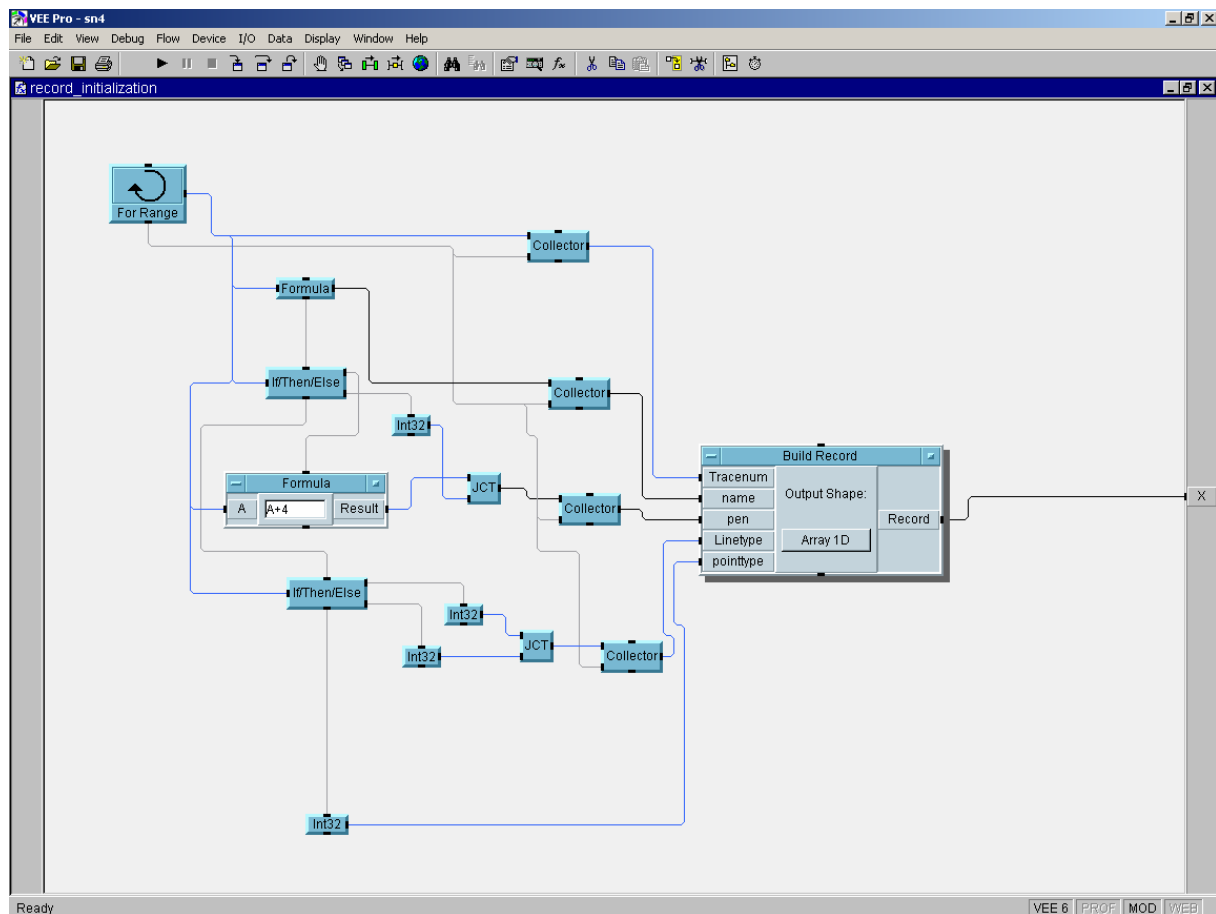 VEE Pro - sn4
File Edit View Debug Flow Device I/O Data Display Window Help
record_initialization
For Range
Collector
Formula
If/Then/Else
Collector
Int32
Build Record
Formula
Tracenum
JCT
name
Output Shape:
A
A+4
Result
Collector
pen
Record
Linetype
Array 1D
pointtype
X
If/Then/Else
Int32
JCT
Int32
Collector
Int32
Ready
VEE 6 PROF MOD WEB